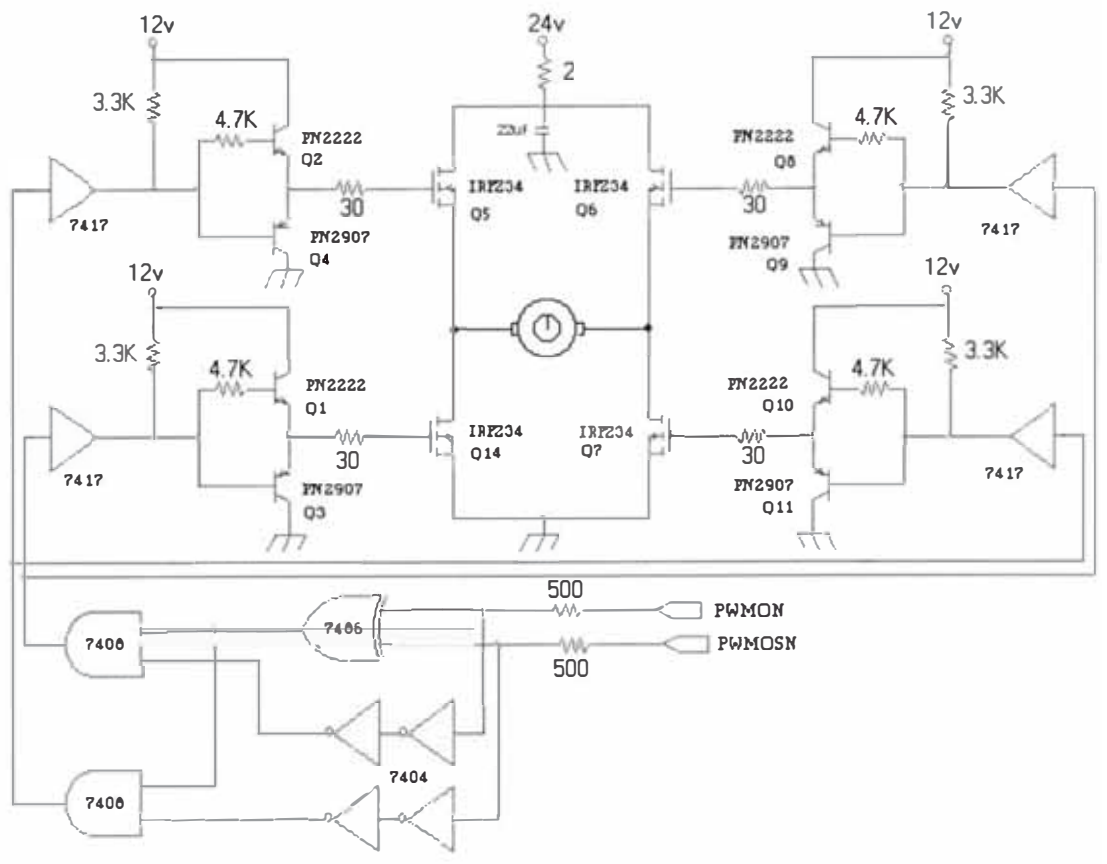 12v
24v
12v
3.3K
2
3.3K
4.7K
22uF
4.7K
PN2222
Q2
PN2222
Q8
IRFZ34
Q5
IRFZ34
Q6
30
30
7417
7417
PN2907
Q4
PN2907
Q9
12v
12v
3.3K
3.3K
4.7K
4.7K
PN2222
Q1
PN2222
Q10
IRFZ34
Q14
IRFZ34
Q7
30
30
7417
7417
PN2907
Q3
PN2907
Q11
500
PWMON
7486
7408
PWMOSN
500
7404
7408